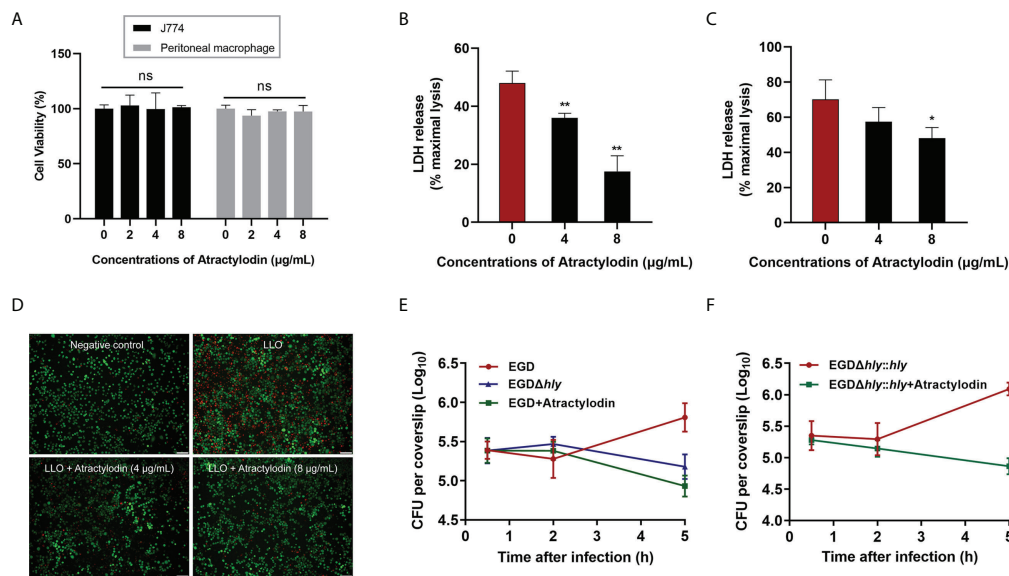 A
J774
Peritoneal macrophage
150
100
50
0
Cell Viability (%)
ns
ns
0 2 4 8 0 2 4 8
Concentrations of Atractylodin (µg/mL)
B
60
40
20
0
LDH release
(% maximal lysis)
**
**
0 4 8
Concentrations of Atractylodin (µg/mL)
C
100
80
60
40
20
0
LDH release
(% maximal lysis)
*
0 4 8
Concentrations of Atractylodin (µg/mL)
D
Negative control
LLO
LLO + Atractylodin (4 µg/mL)
LLO + Atractylodin (8 µg/mL)
E
EGD
EGDΔhly
EGD+Atractylodin
6.5
6.0
5.5
5.0
4.5
CFU per coverslip (Log10)
0 1 2 3 4 5
Time after infection (h)
F
EGDΔhly::hly
EGDΔhly::hly+Atractylodin
6.5
6.0
5.5
5.0
4.5
4.0
CFU per coverslip (Log10)
0 1 2 3 4 5
Time after infection (h)